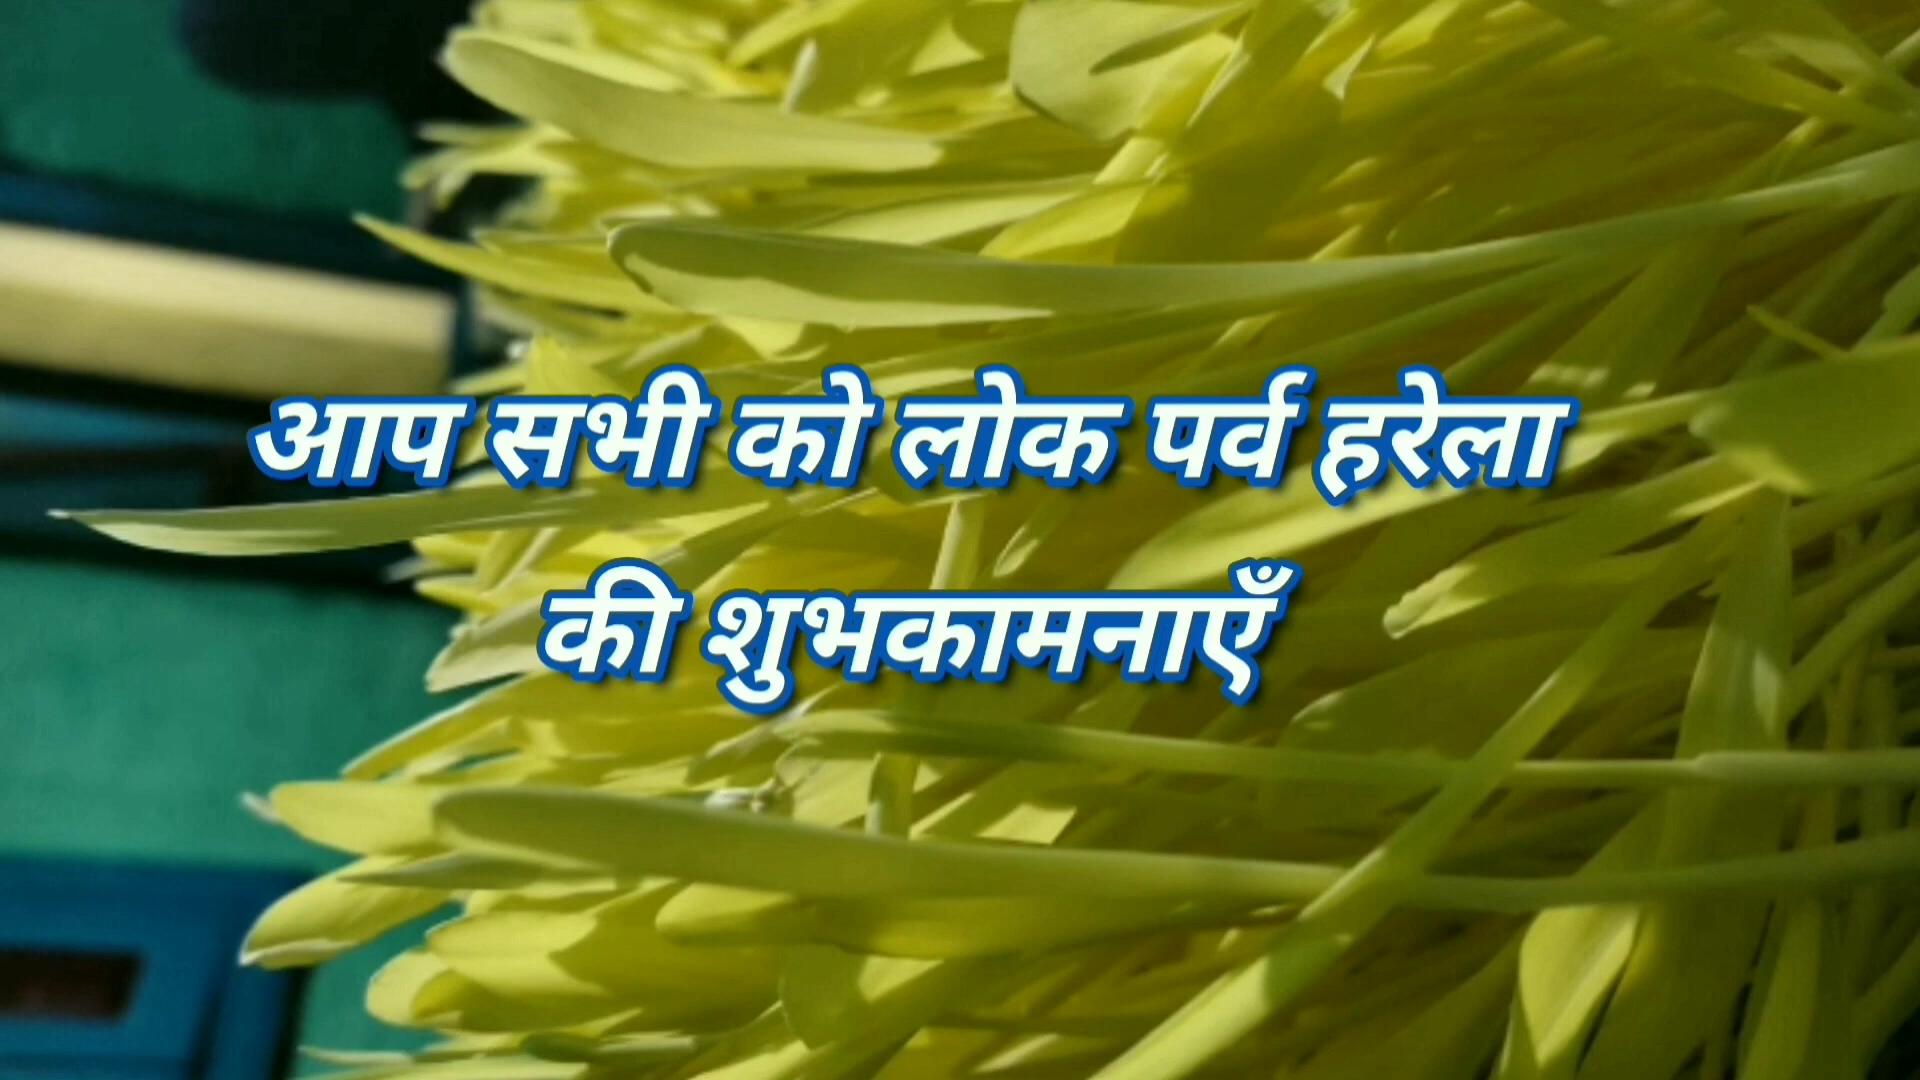 आप सभी को लोक पर्व हरेला
की शुभकामनाएँ